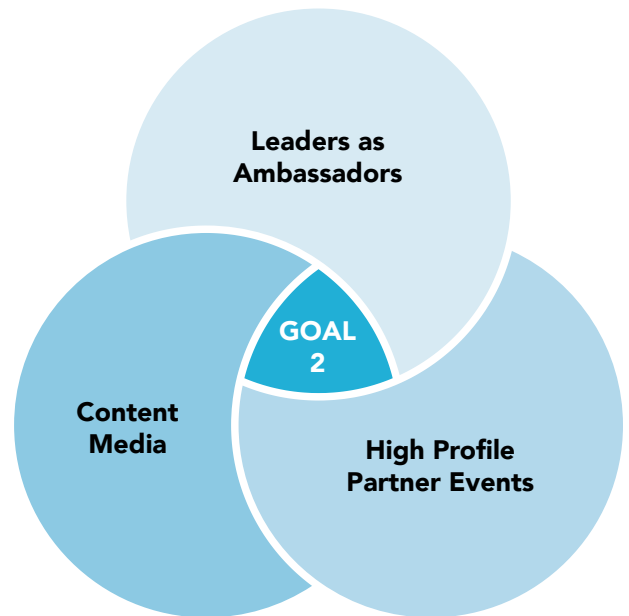 Leaders as
Ambassadors
GOAL
2
Content
Media
High Profile
Partner Events